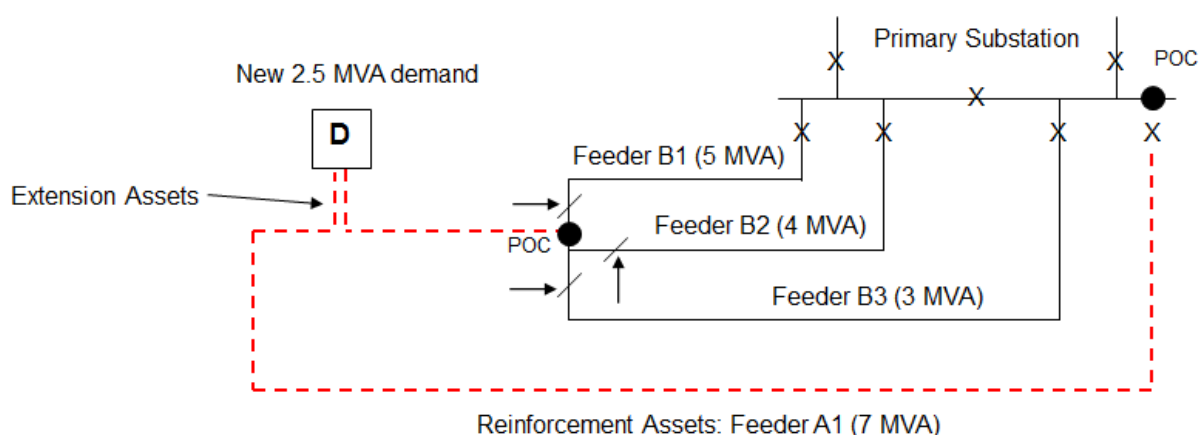 Primary Substation
POC
New 2.5 MVA demand
X
X
X
D
X
X
X
X
Feeder B1 (5 MVA)
Extension Assets
Feeder B2 (4 MVA)
POC
Feeder B3 (3 MVA)
Reinforcement Assets: Feeder A1 (7 MVA)